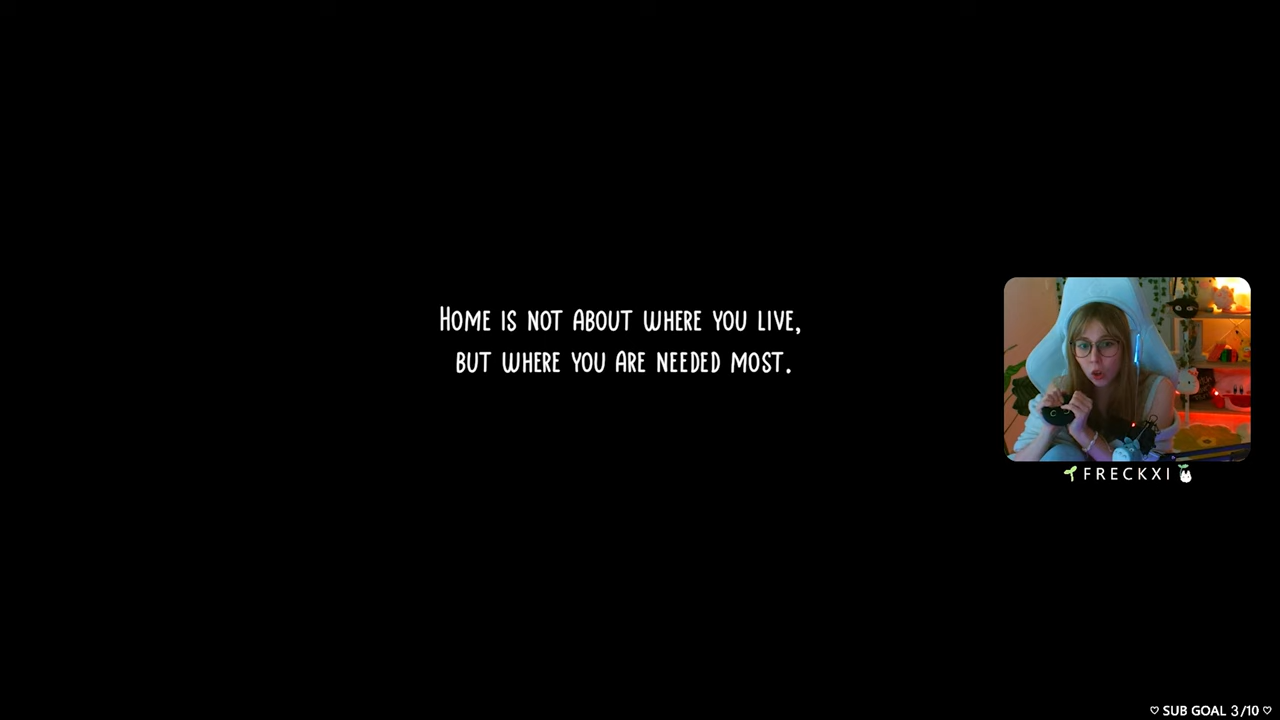 HOME IS NOT ABOUT WHERE YOU LIVE,
BUT WHERE YOU ARE NEEDED MOST.
FRECKXI
♡ SUB GOAL 3/10 ♡